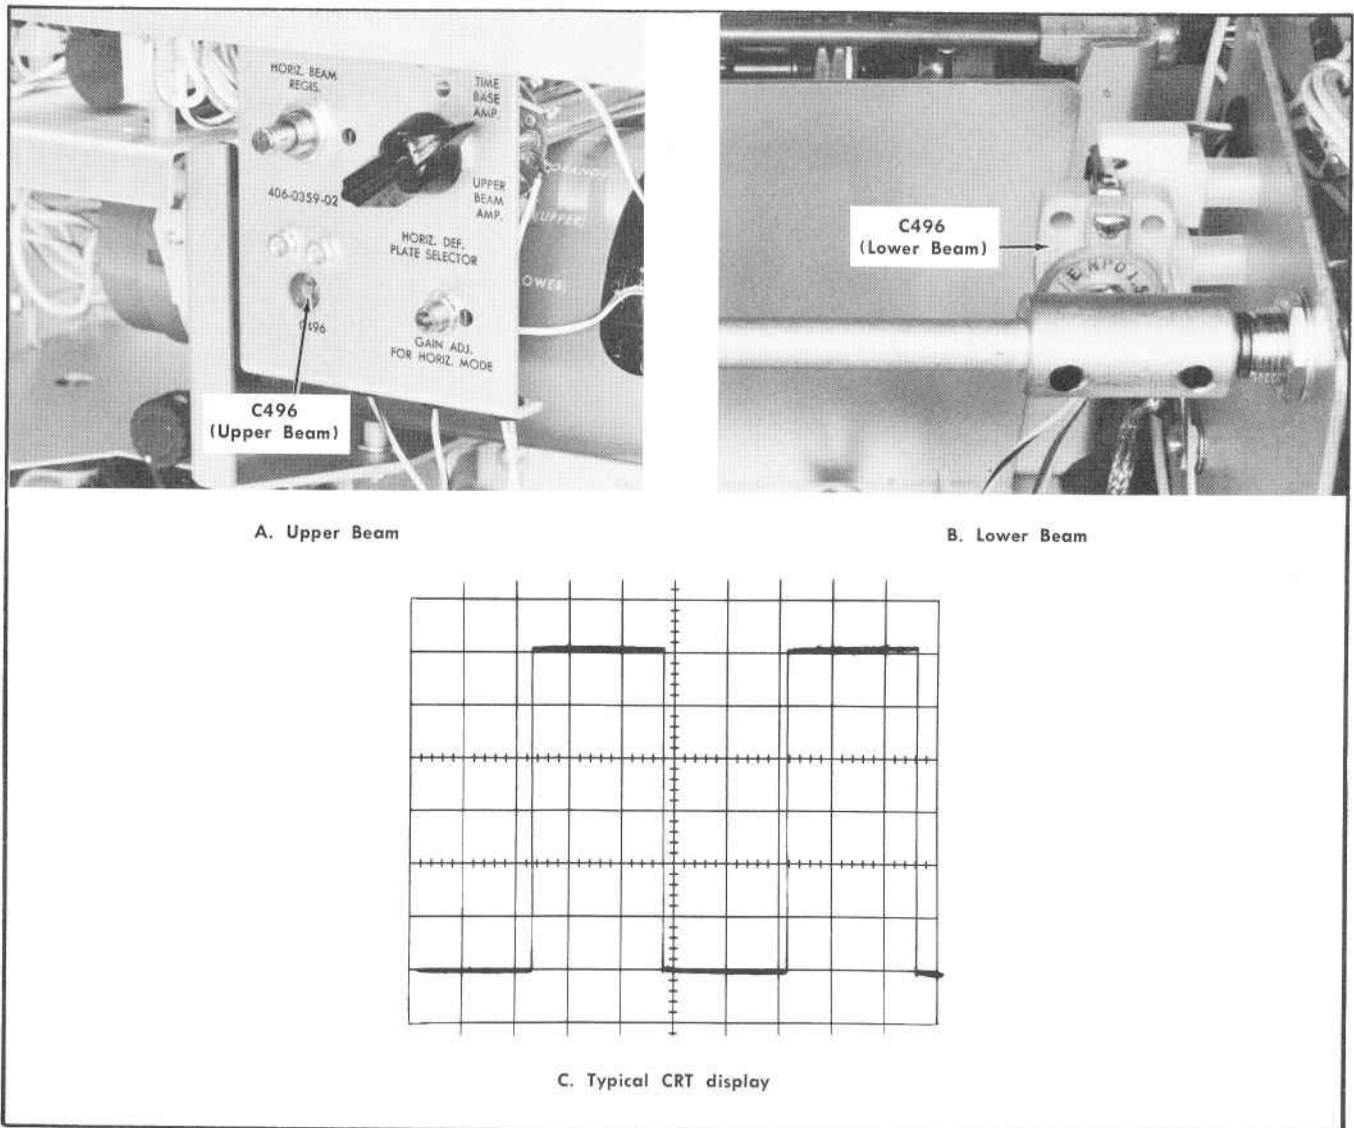 HORIZ. BEAM
REGIS.
TIME
BASE
AMP.
406-0359-02
UPPER
BEAM
AMP.
HORIZ. DEF.
PLATE SELECTOR
C496
GAIN ADJ.
FOR HORIZ. MODE
C496
(Upper Beam)
C496
(Lower Beam)
A. Upper Beam
B. Lower Beam
C. Typical CRT display